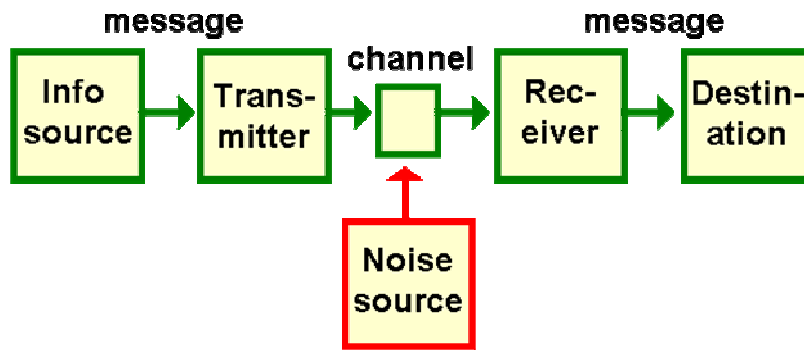 message
message
channel
Info
source
Trans-
mitter
Rec-
eiver
Destin-
ation
Noise
source